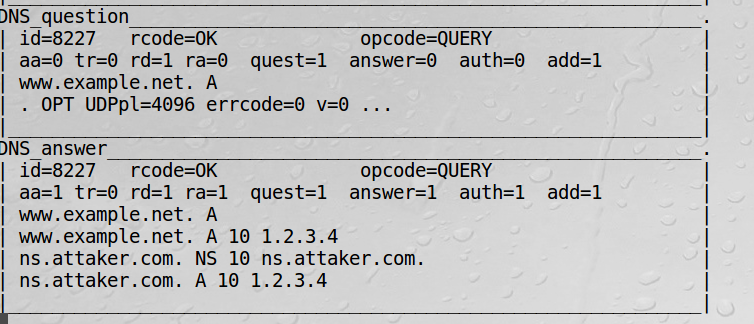 DNS_question
id=8227 rcode=OK opcode=QUERY
aa=0 tr=0 rd=1 ra=0 quest=1 answer=0 auth=0 add=1
www.example.net. A
. OPT UDPpl=4096 errcode=0 v=0 ...
DNS_answer
id=8227 rcode=OK opcode=QUERY
aa=1 tr=0 rd=1 ra=1 quest=1 answer=1 auth=1 add=1
www.example.net. A
www.example.net. A 10 1.2.3.4
ns.attaker.com. NS 10 ns.attaker.com.
ns.attaker.com. A 10 1.2.3.4